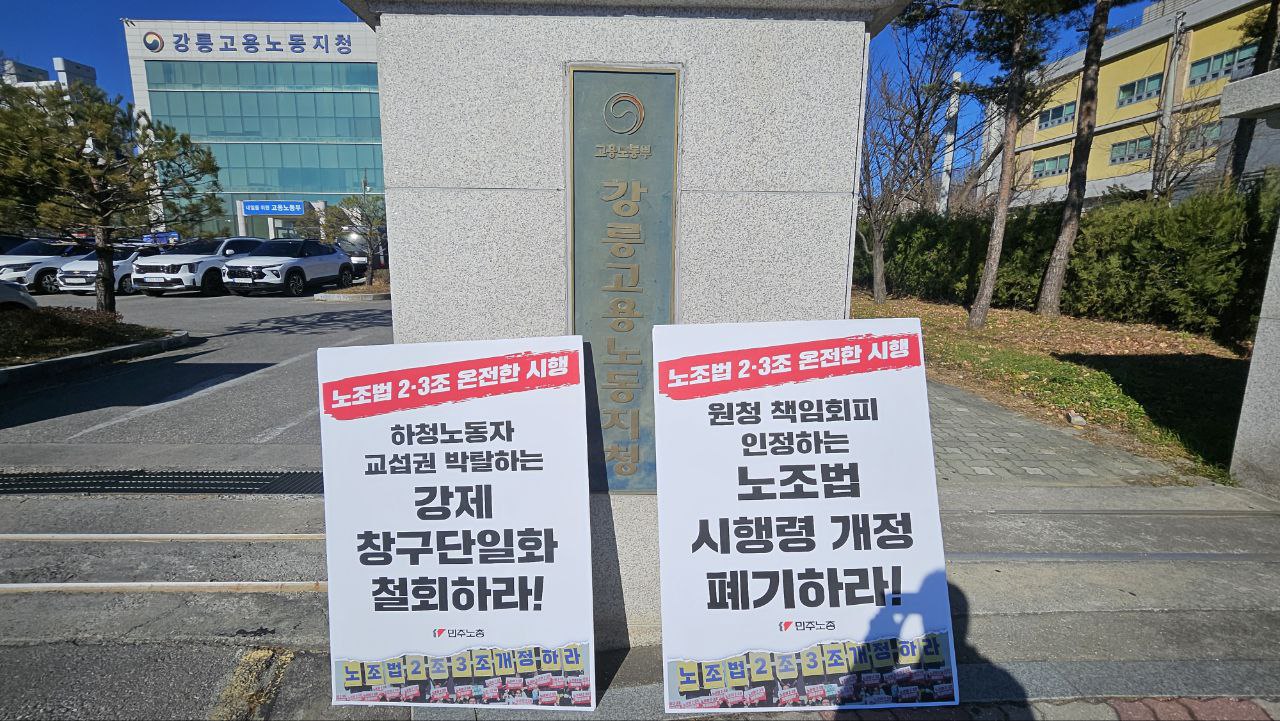 강릉고용노동지청
내일을 위한 고용노동부
고용노동부
강릉고용노동지청
노조법 2·3조 온전한 시행
하청노동자
교섭권 박탈하는
강제
창구단일화
철회하라!
민주노총
노조법2조3조개정하라
노조법 2·3조 온전한 시행
원청 책임회피
인정하는
노조법
시행령 개정
폐기하라!
민주노총
노조법2조3조개정하라